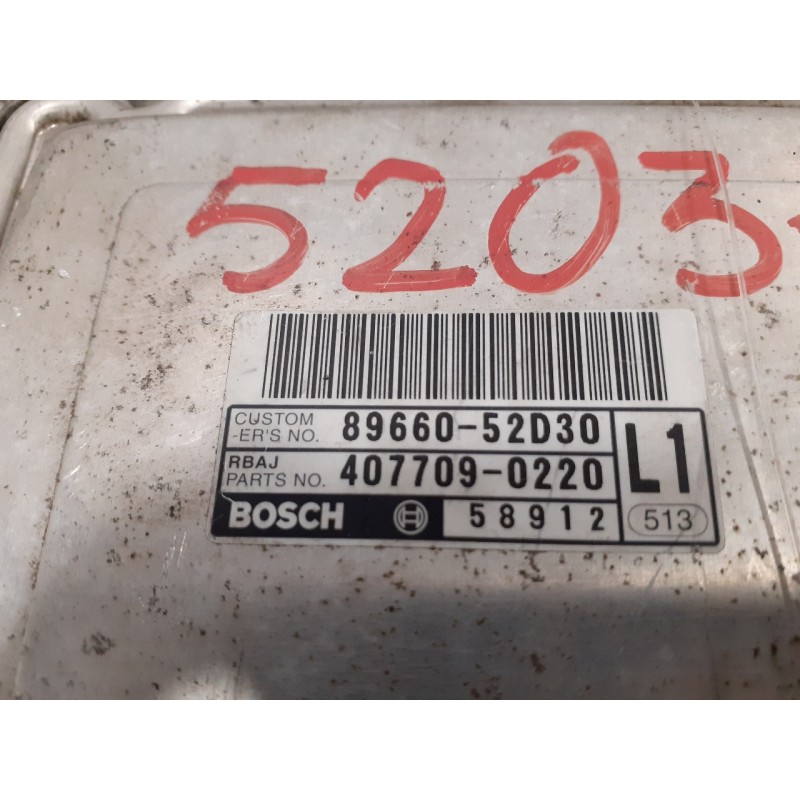 5203
CUSTOM
-ER'S NO. 89660-52D30
RBAJ
PARTS NO. 407709-0220
L1
BOSCH 58912
513